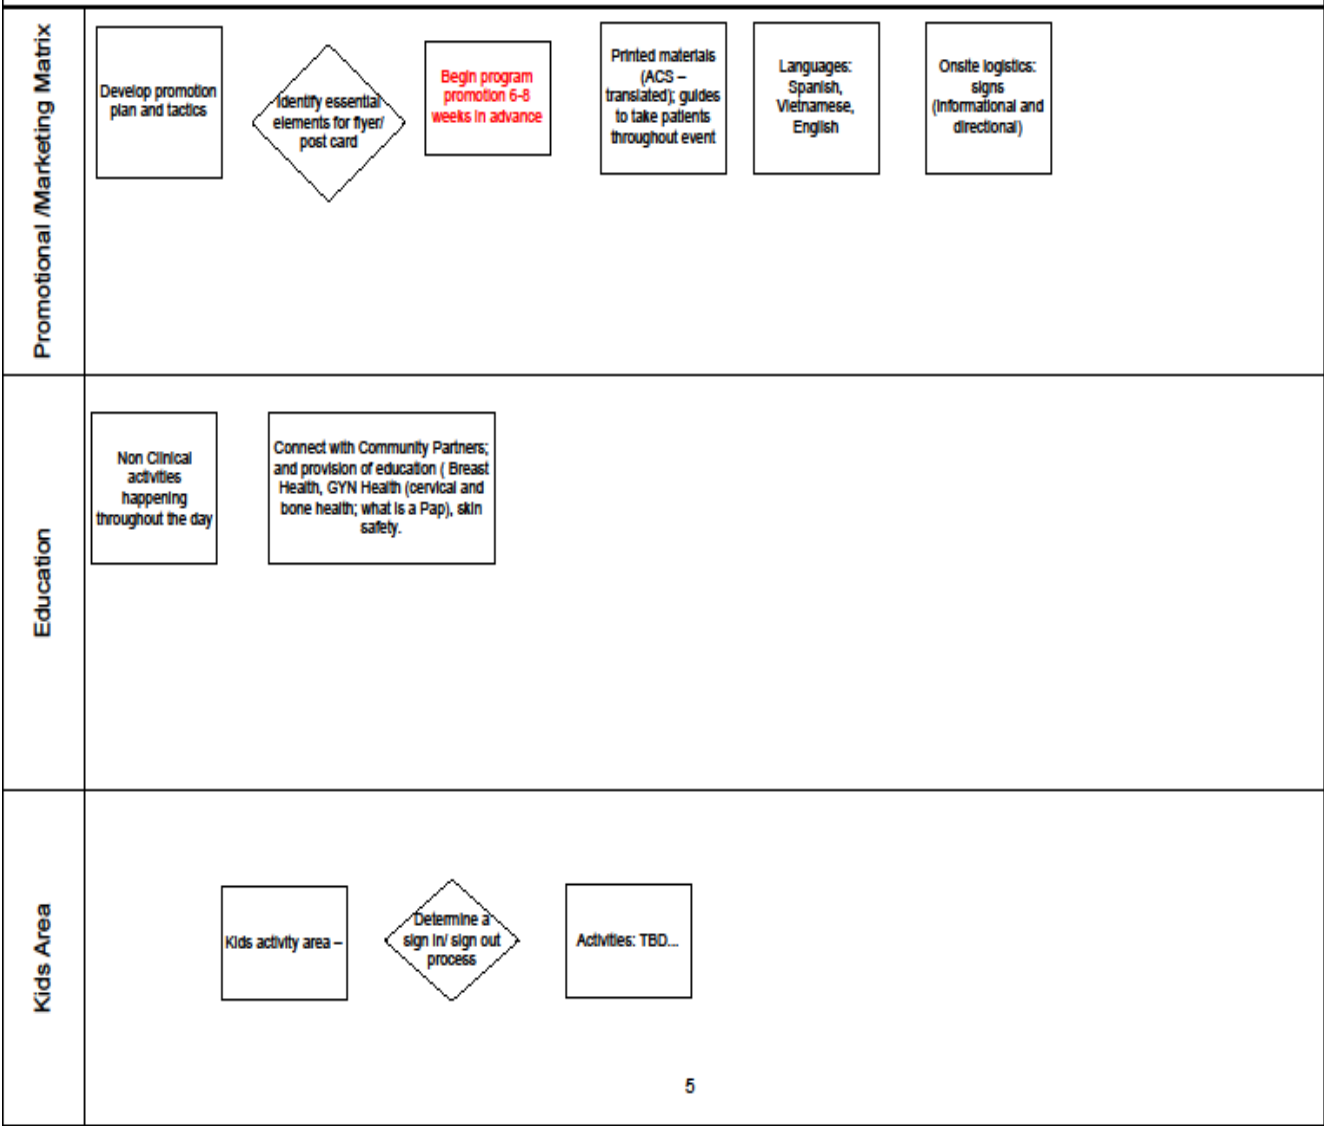 Promotional /Marketing Matrix
Develop promotion
plan and tactics
Identify essential
elements for flyer/
post card
Begin program
promotion 6-8
weeks in advance
Printed materials
(ACS –
translated); guides
to take patients
throughout event
Languages:
Spanish,
Vietnamese,
English
Onsite logistics:
signs
(informational and
directional)
Education
Non Clinical
activities
happening
throughout the day
Connect with Community Partners;
and provision of education ( Breast
Health, GYN Health (cervical and
bone health; what is a Pap), skin
safety.
Kids Area
Kids activity area –
Determine a
sign in/ sign out
process
Activities: TBD...
5